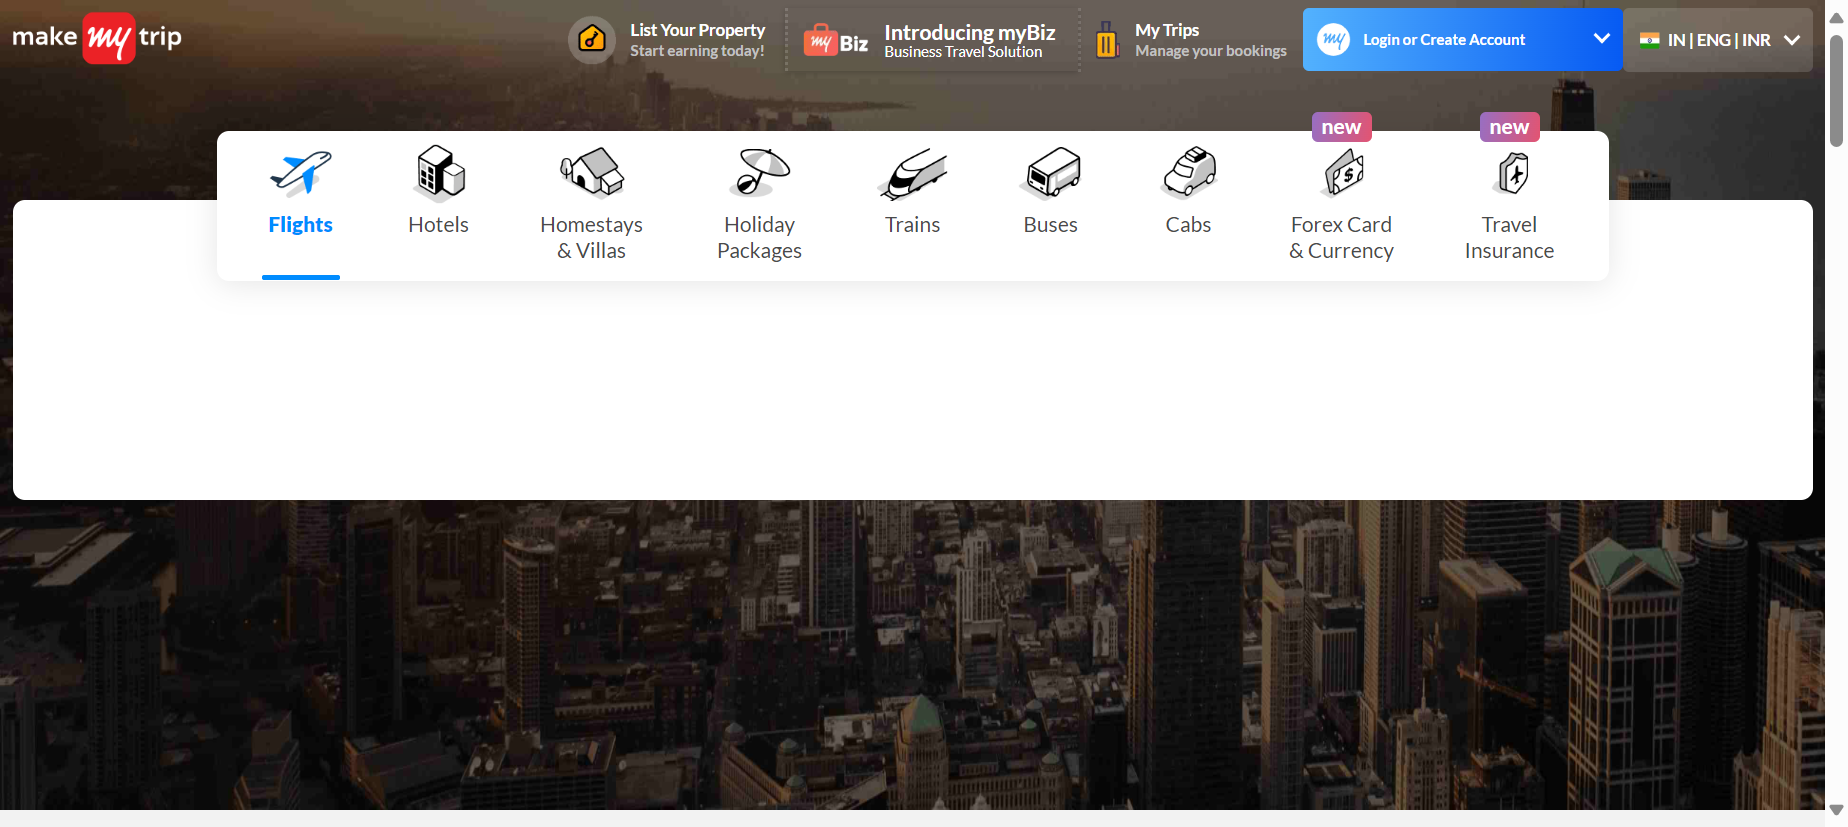 make my trip
List Your Property
Start earning today!
my Biz
Introducing myBiz
Business Travel Solution
My Trips
Manage your bookings
my
Login or Create Account
IN | ENG | INR
new
new
Flights
Hotels
Homestays
& Villas
Holiday
Packages
Trains
Buses
Cabs
Forex Card
& Currency
Travel
Insurance